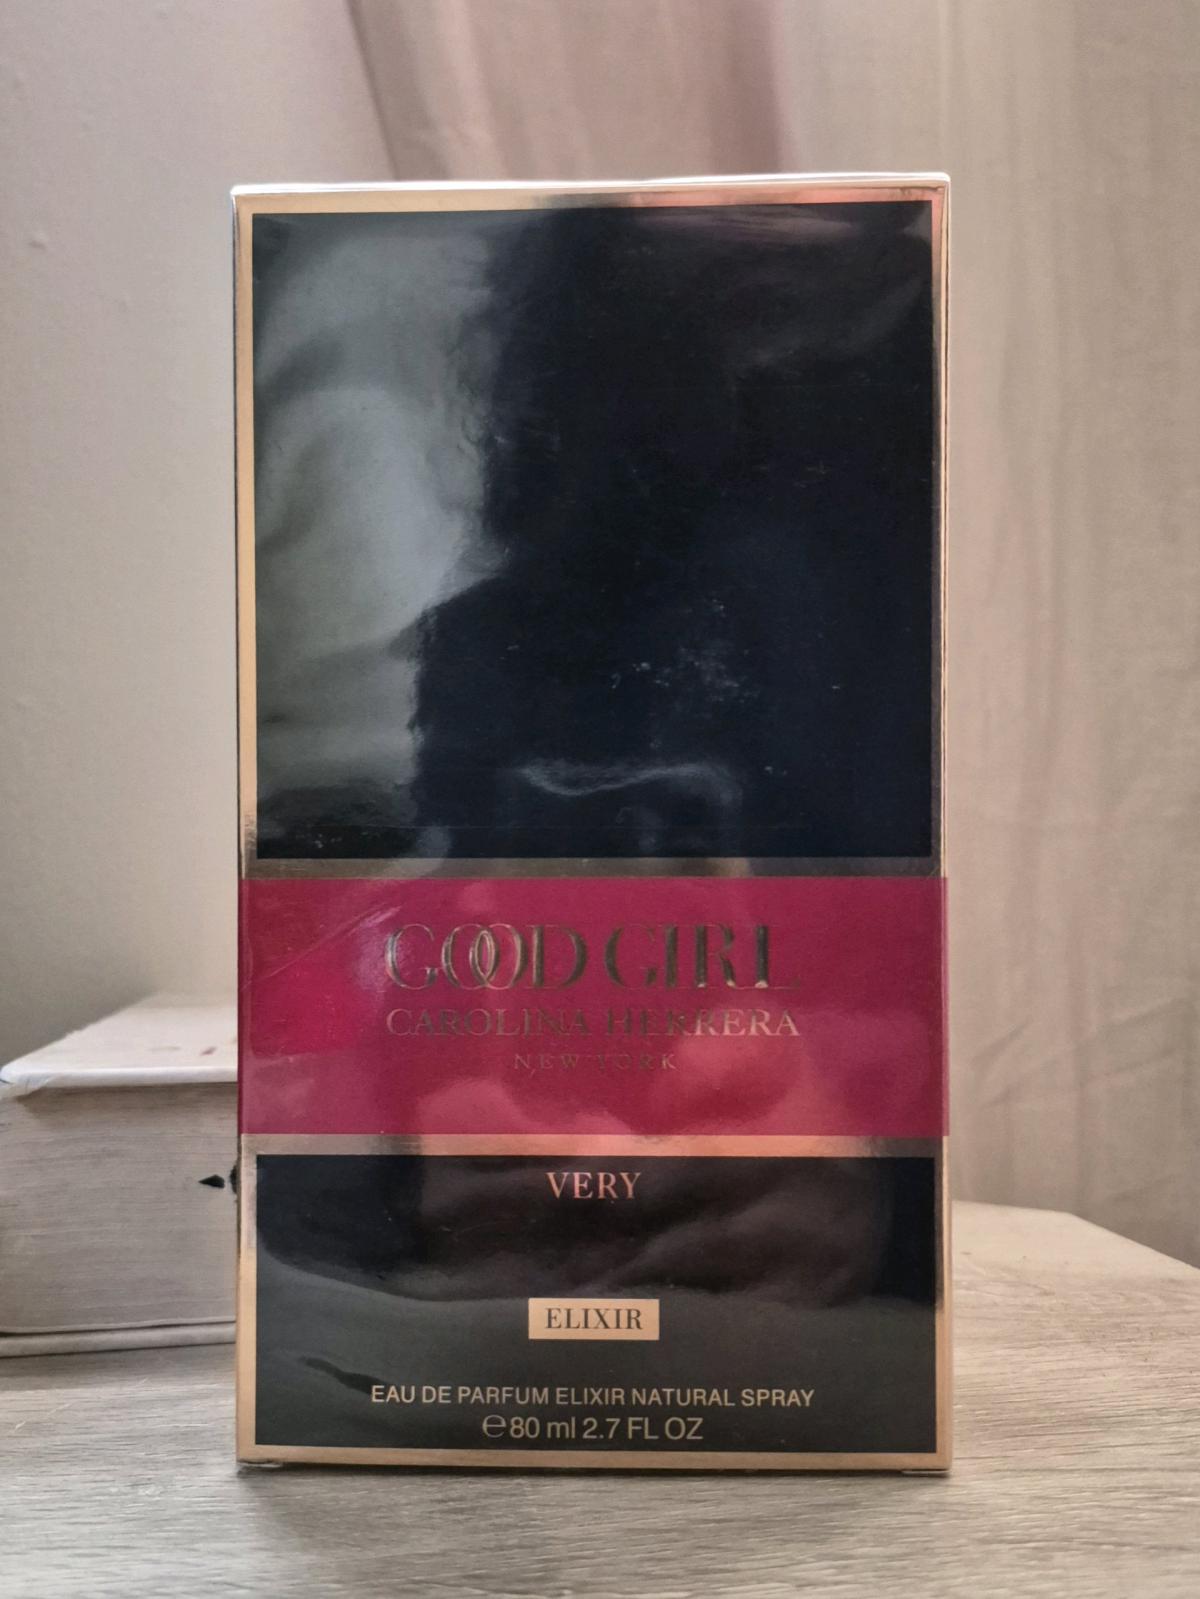 GOOD GIRL
CAROLINA HERRERA
NEW YORK
VERY
ELIXIR
EAU DE PARFUM ELIXIR NATURAL SPRAY
℮ 80 ml 2.7 FL OZ